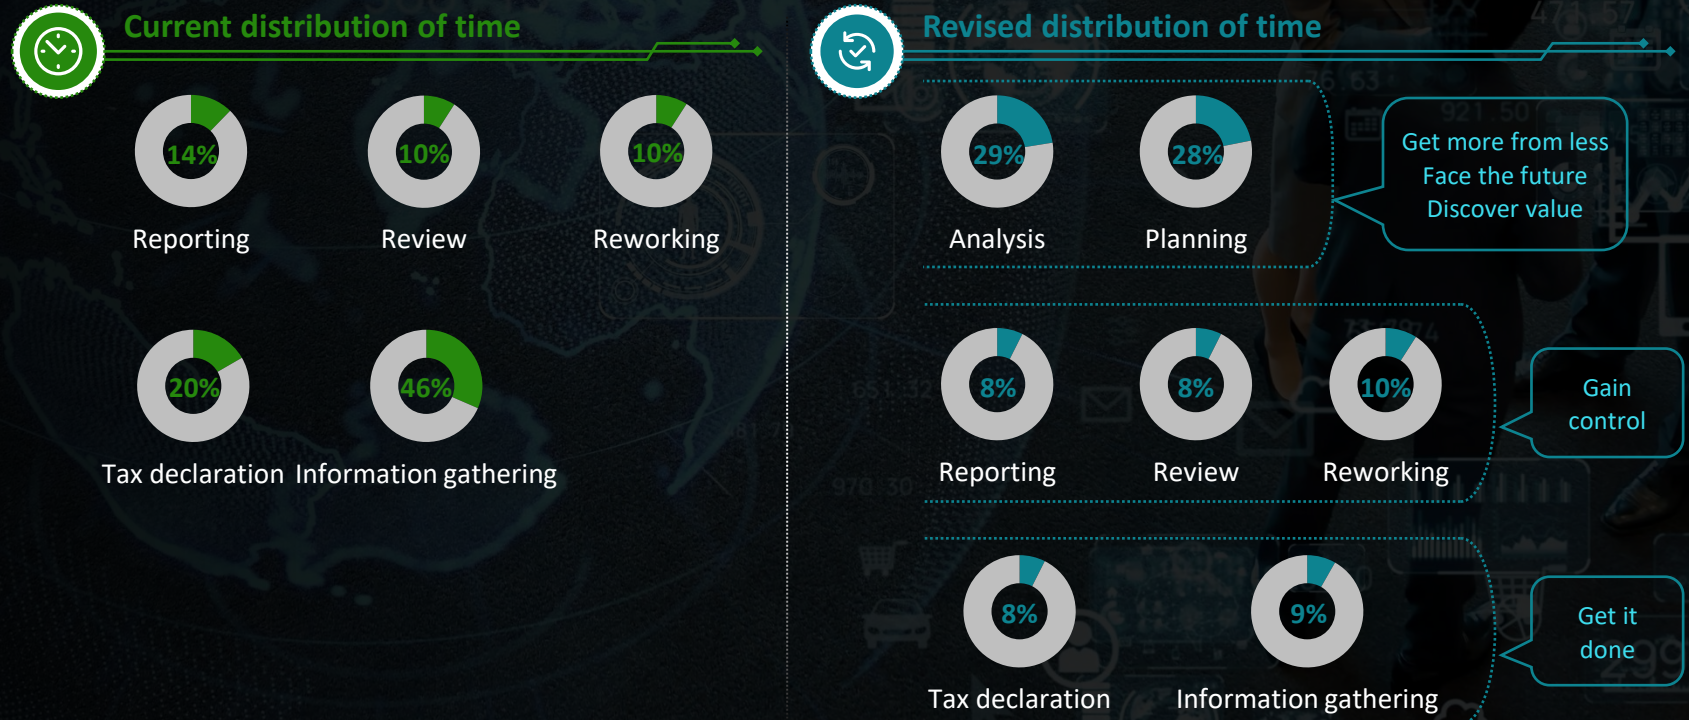 Current distribution of time
14%
10%
10%
Reporting
Review
Reworking
20%
46%
Tax declaration
Information gathering
Revised distribution of time
29%
28%
Analysis
Planning
Get more from less
Face the future
Discover value
8%
8%
10%
Reporting
Review
Reworking
Gain
control
8%
9%
Tax declaration
Information gathering
Get it
done